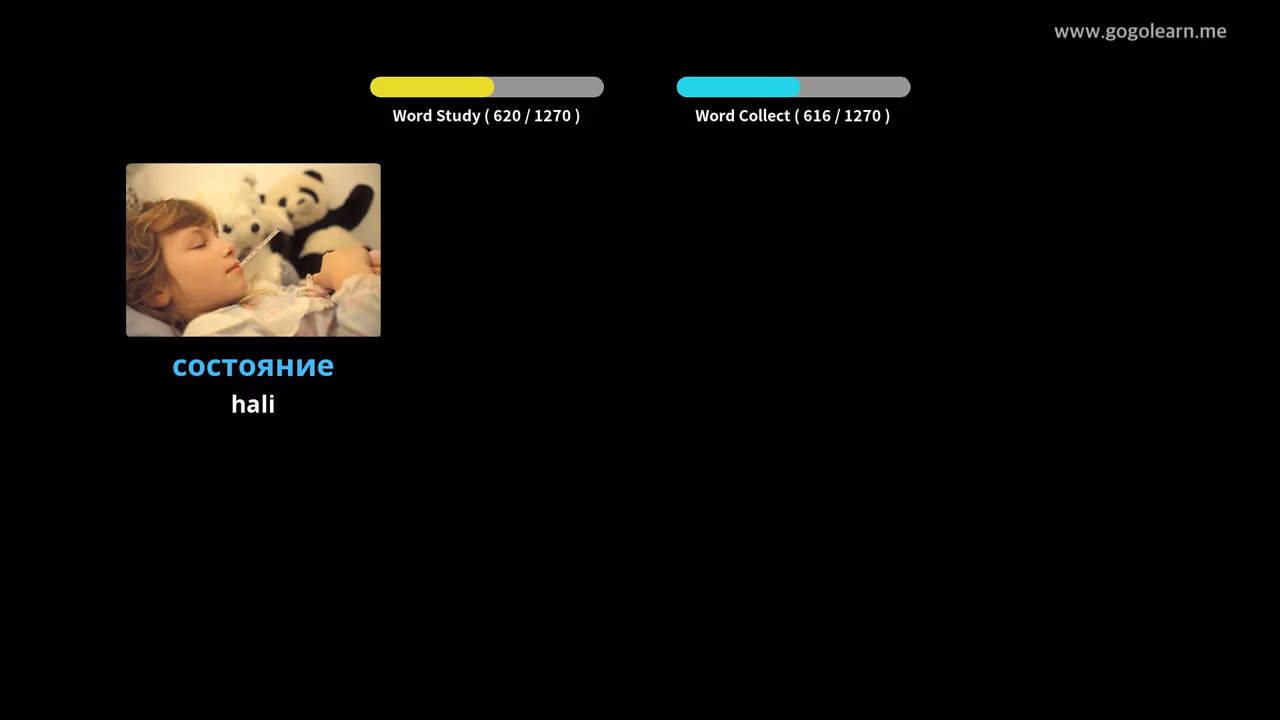 www.gogolearn.me
Word Study ( 620 / 1270 )
Word Collect ( 616 / 1270 )
состояние
hali